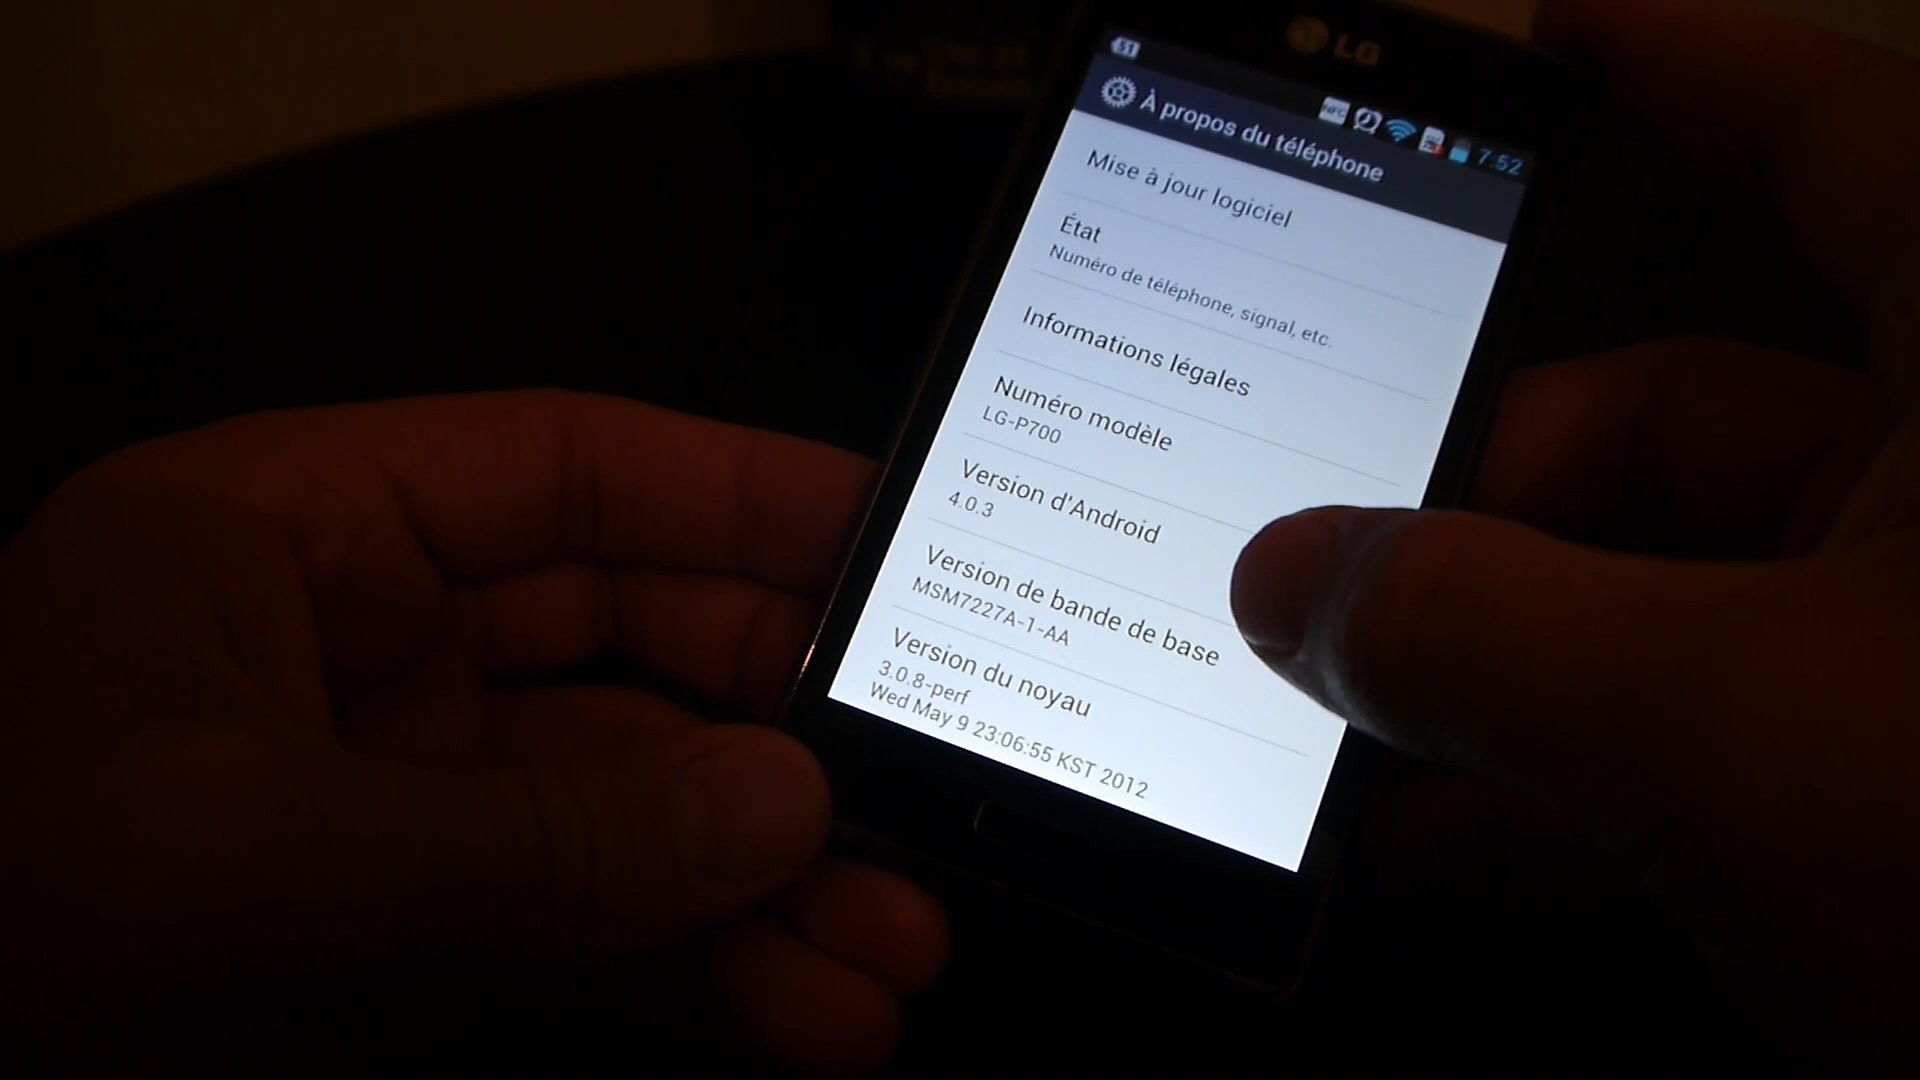 LG
51
NFC
7:52
À propos du téléphone
Mise à jour logiciel
État
Numéro de téléphone, signal, etc.
Informations légales
Numéro modèle
LG-P700
Version d'Android
4.0.3
Version de bande de base
MSM7227A-1-AA
Version du noyau
3.0.8-perf
Wed May 9 23:06:55 KST 2012